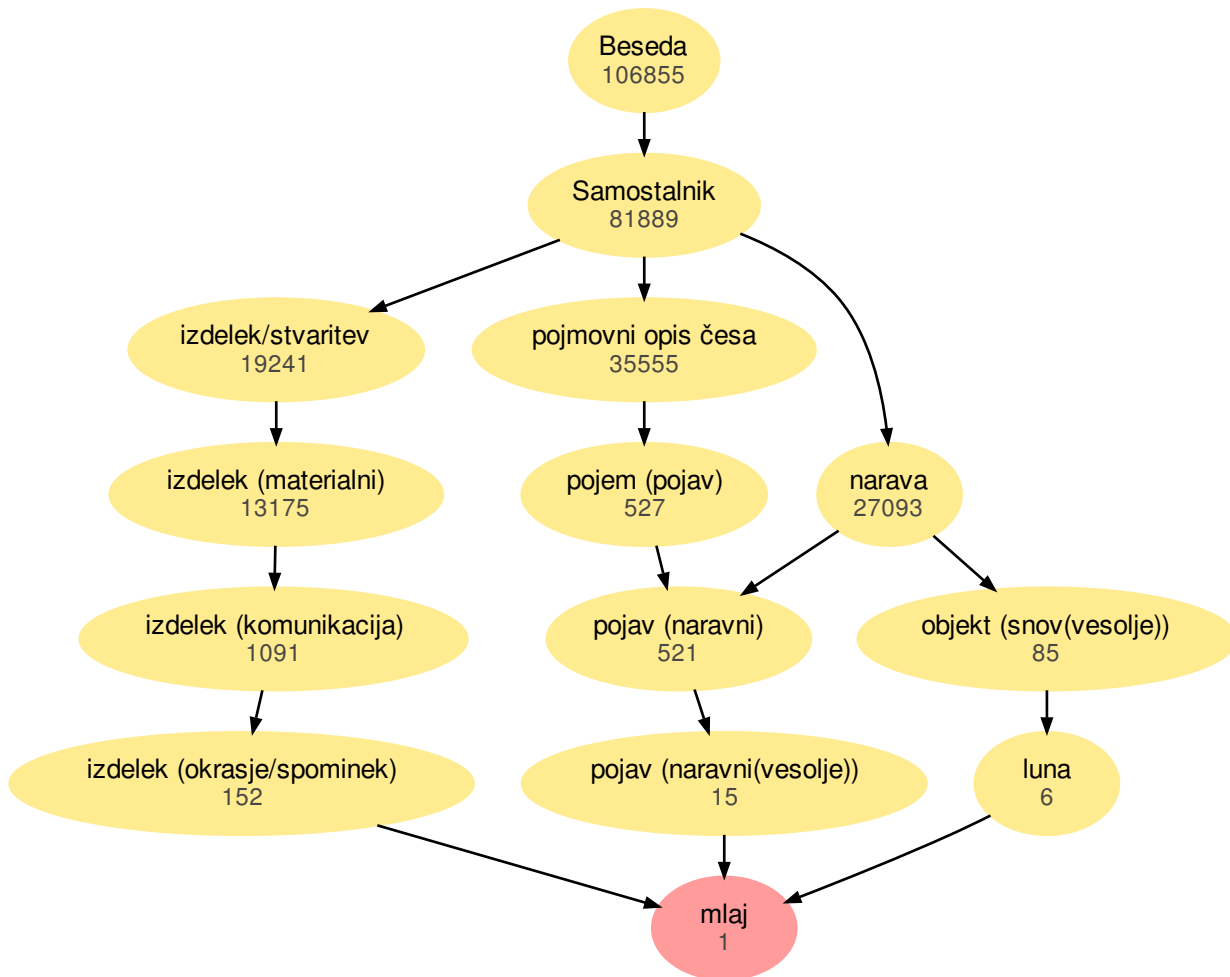 Beseda
106855
Samostalnik
81889
izdelek/stvaritev
19241
pojmovni opis česa
35555
izdelek (materialni)
13175
pojem (pojav)
527
narava
27093
izdelek (komunikacija)
1091
pojav (naravni)
521
objekt (snov(vesolje))
85
izdelek (okrasje/spominek)
152
pojav (naravni(vesolje))
15
luna
6
mlaj
1